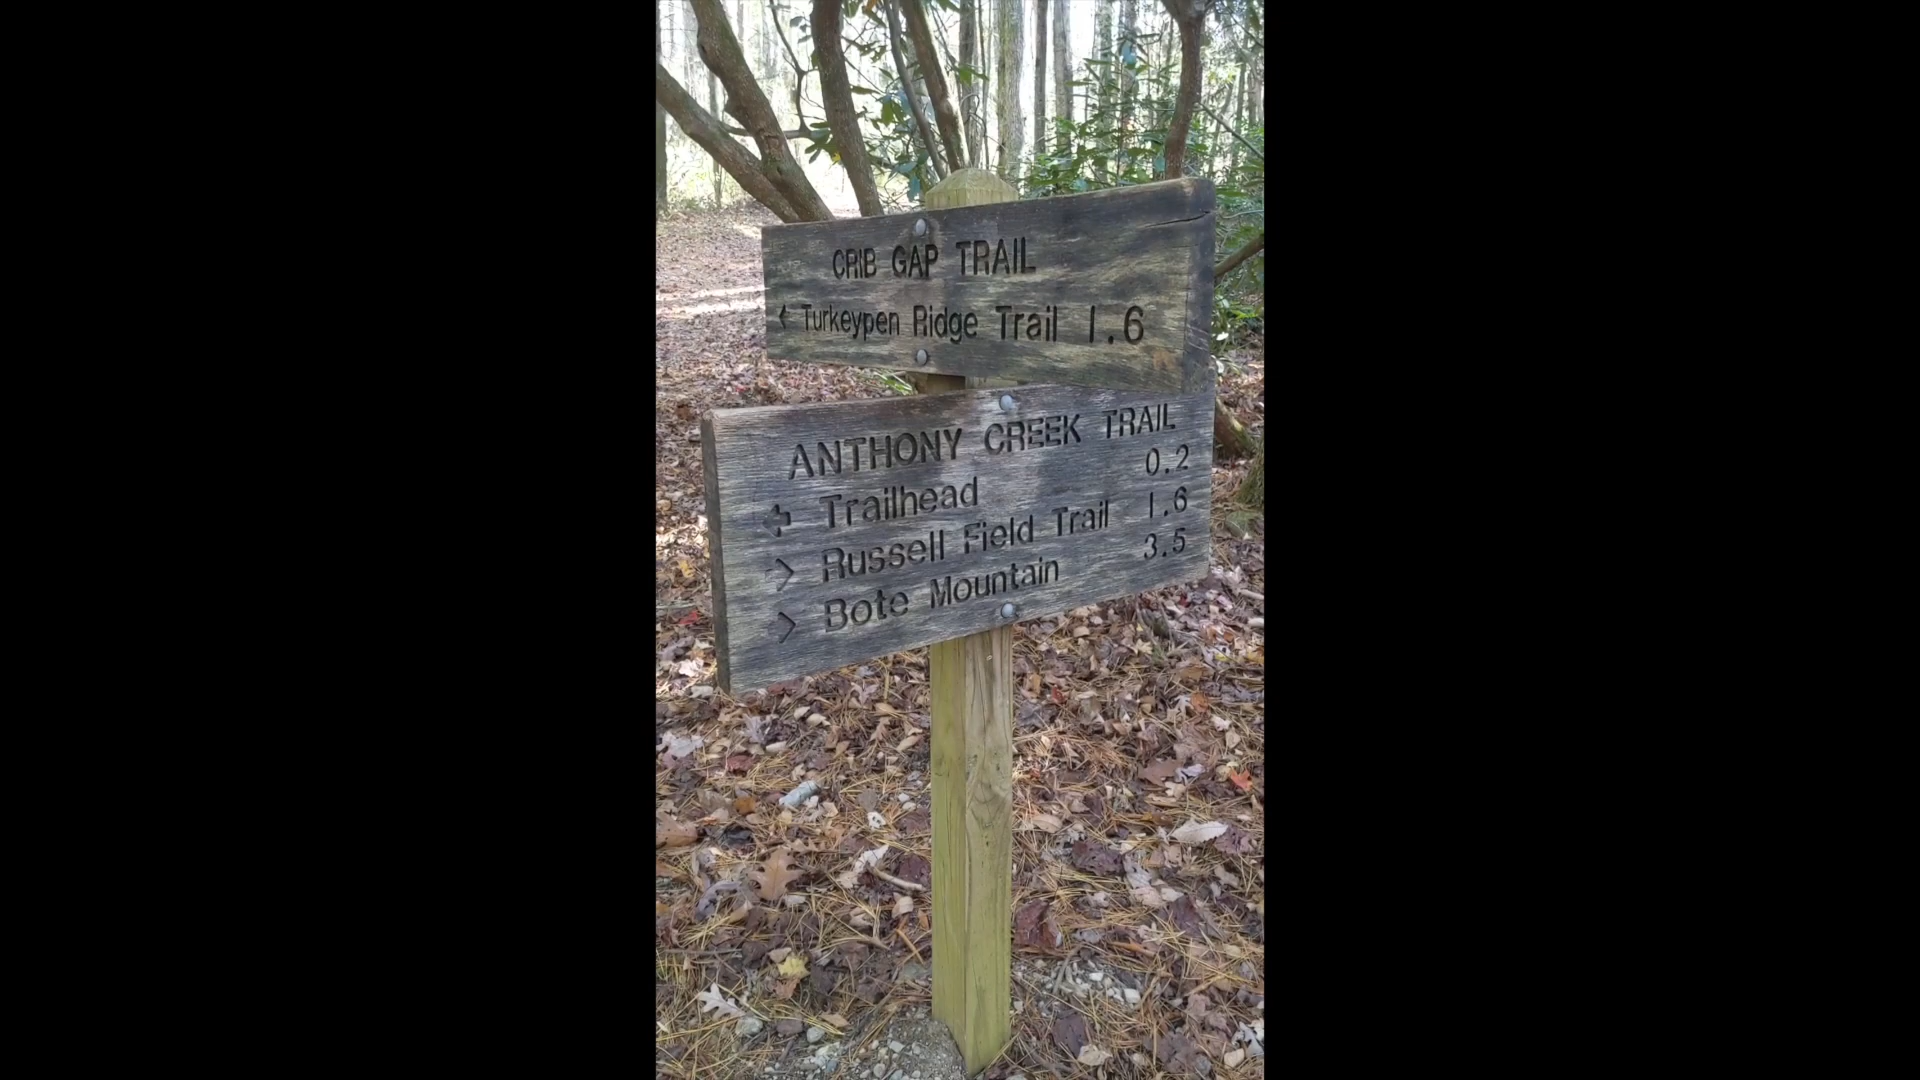 CRIB GAP TRAIL
Turkeypen Ridge Trail 1.6
ANTHONY CREEK TRAIL
Trailhead 0.2
Russell Field Trail 1.6
Bote Mountain 3.5